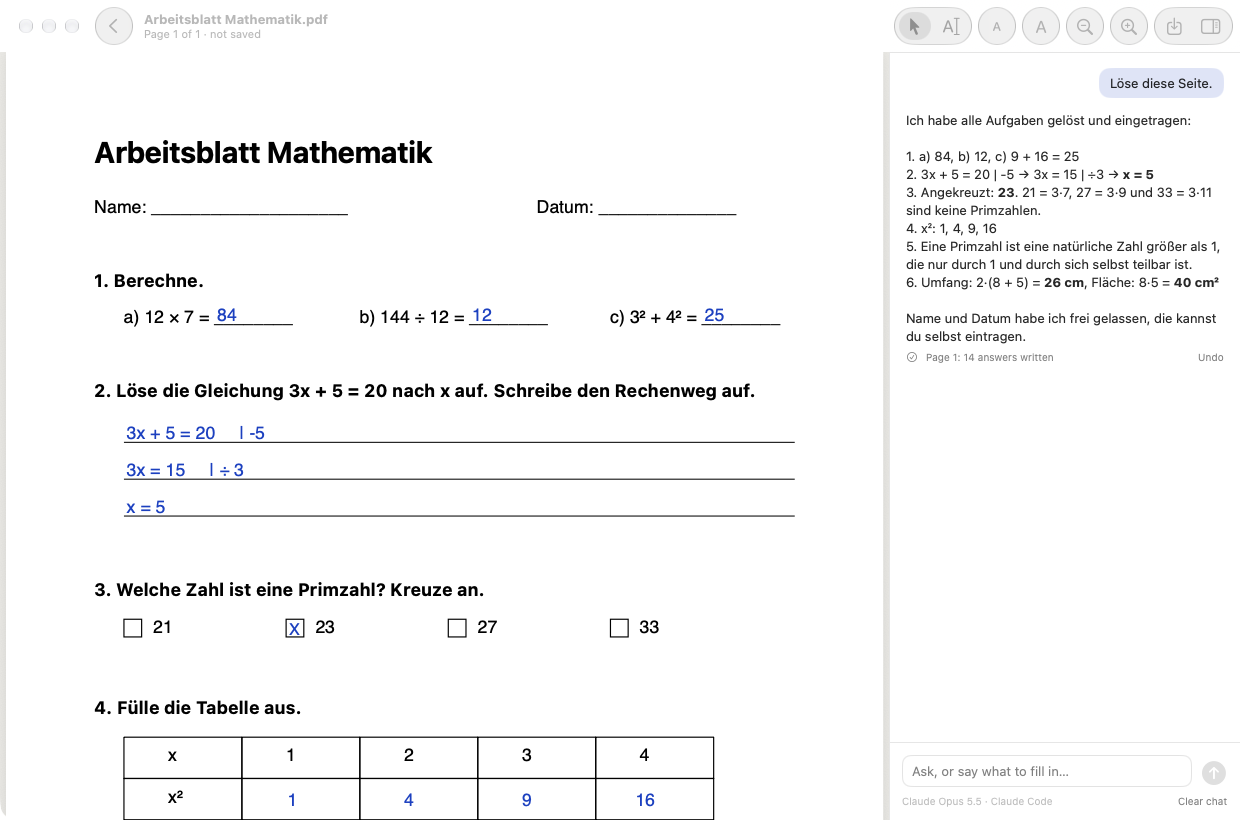 Arbeitsblatt Mathematik.pdf
Page 1 of 1 · not saved
A
A
A
Arbeitsblatt Mathematik
Name: ____________________ Datum: ______________
1. Berechne.
a) 12 × 7 = 84 b) 144 ÷ 12 = 12 c) 3² + 4² = 25
2. Löse die Gleichung 3x + 5 = 20 nach x auf. Schreibe den Rechenweg auf.
3x + 5 = 20 | -5
3x = 15 | ÷ 3
x = 5
3. Welche Zahl ist eine Primzahl? Kreuze an.
21 X 23 27 33
4. Fülle die Tabelle aus.
x 1 2 3 4
x² 1 4 9 16
Löse diese Seite.
Ich habe alle Aufgaben gelöst und eingetragen:
1. a) 84, b) 12, c) 9 + 16 = 25
2. 3x + 5 = 20 | -5 → 3x = 15 | ÷3 → x = 5
3. Angekreuzt: 23. 21 = 3·7, 27 = 3·9 und 33 = 3·11
sind keine Primzahlen.
4. x²: 1, 4, 9, 16
5. Eine Primzahl ist eine natürliche Zahl größer als 1,
die nur durch 1 und durch sich selbst teilbar ist.
6. Umfang: 2·(8 + 5) = 26 cm, Fläche: 8·5 = 40 cm²
Name und Datum habe ich frei gelassen, die kannst
du selbst eintragen.
Page 1: 14 answers written Undo
Ask, or say what to fill in...
Claude Opus 5.5 · Claude Code Clear chat